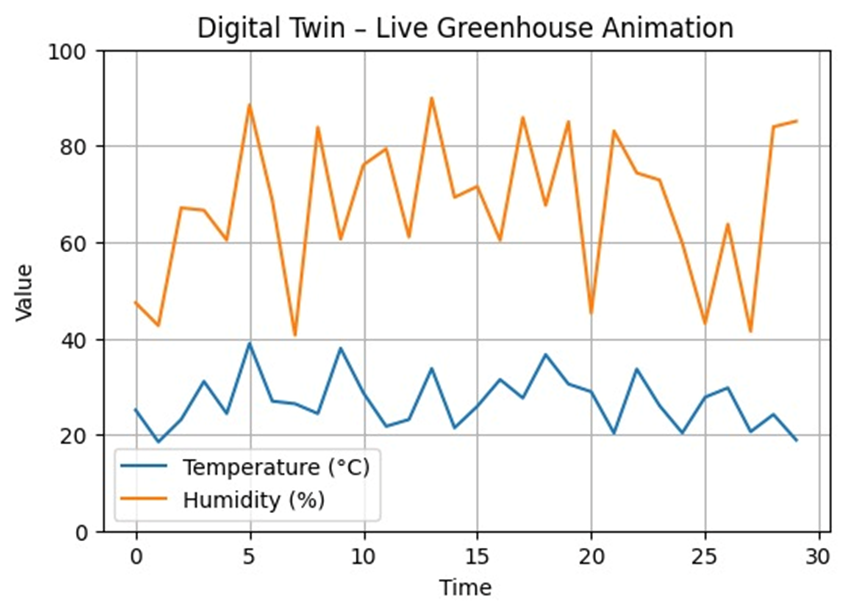 Digital Twin – Live Greenhouse Animation
100
80
60
40
20
0
Value
Temperature (°C)
Humidity (%)
0 5 10 15 20 25 30
Time